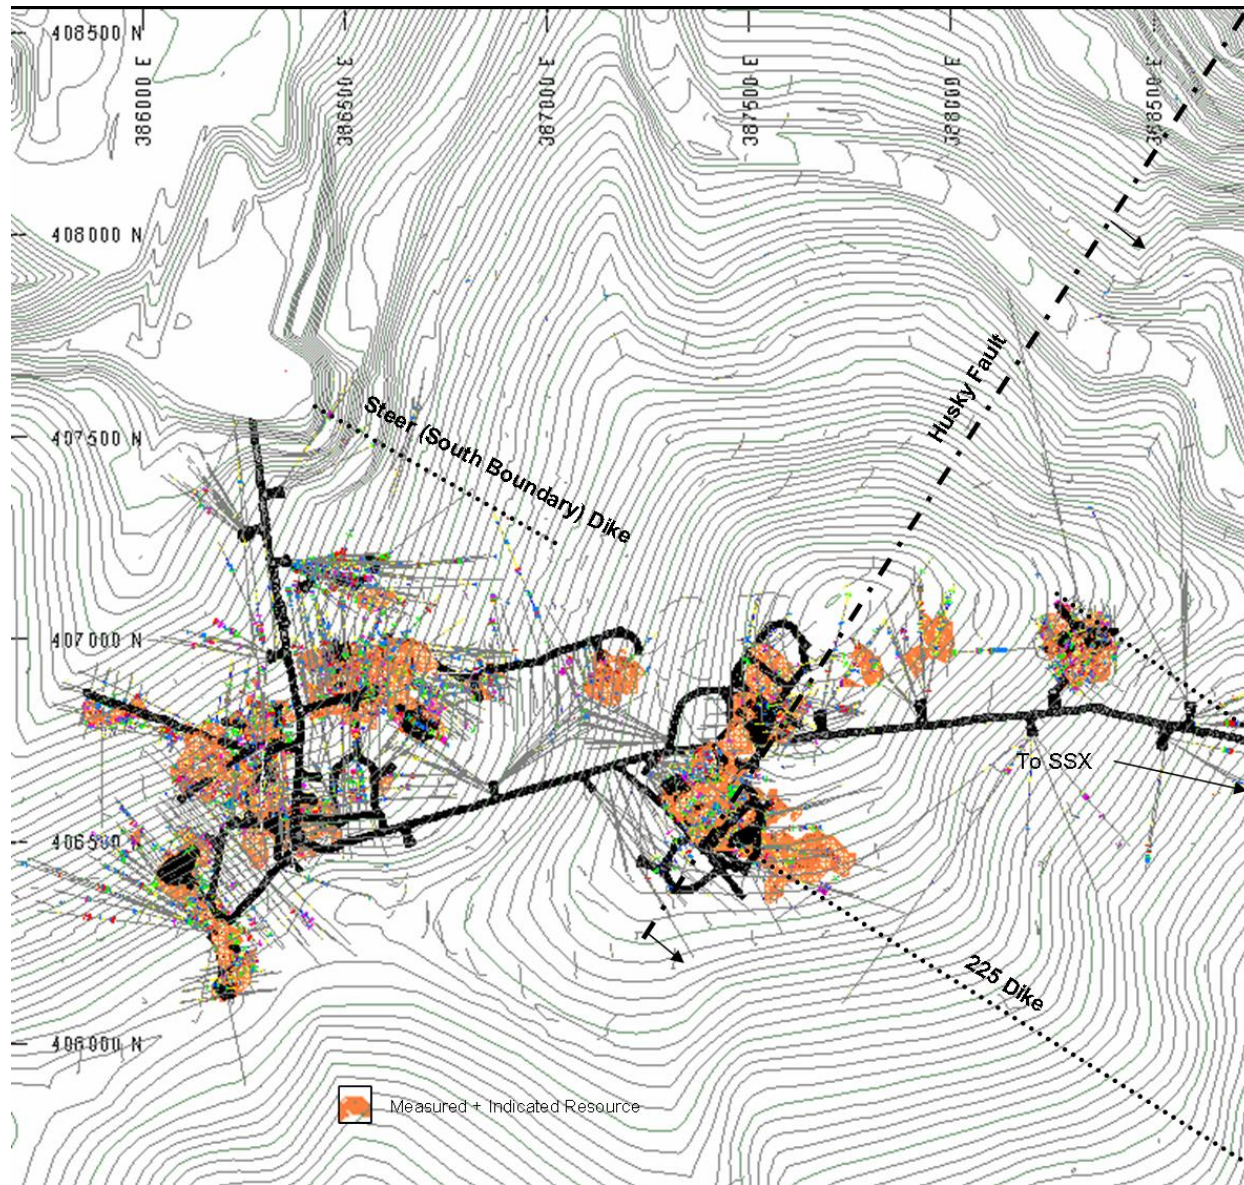 408500 N
386000 E
386500 E
387000 E
387500 E
388000 E
388500 E
408000 N
Husky Fault
Steer (South Boundary) Dike
407500 N
407000 N
To SSX
406500 N
225 Dike
406000 N
Measured + Indicated Resource